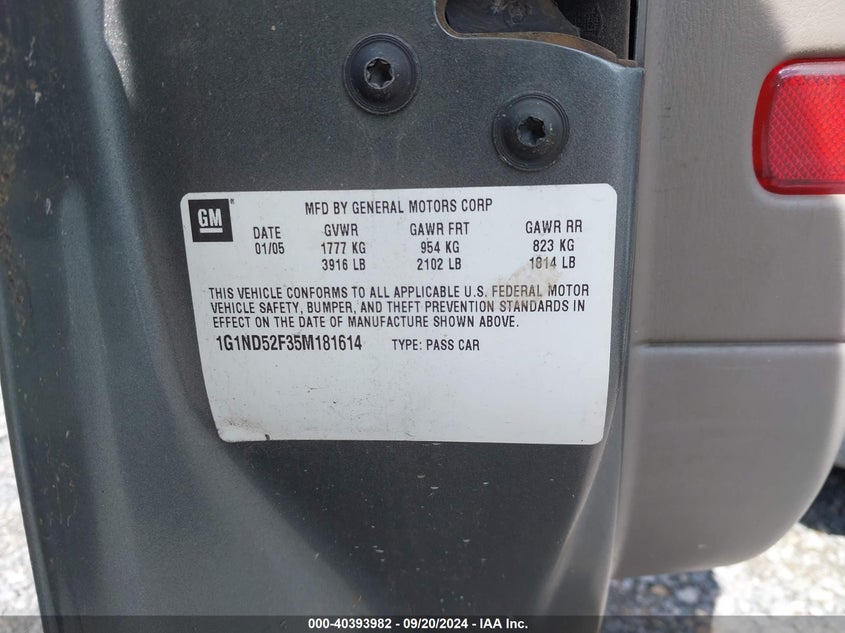 GM
MFD BY GENERAL MOTORS CORP
DATE GVWR GAWR FRT GAWR RR
01/05 1777 KG 954 KG 823 KG
3916 LB 2102 LB 1814 LB
THIS VEHICLE CONFORMS TO ALL APPLICABLE U.S. FEDERAL MOTOR
VEHICLE SAFETY, BUMPER, AND THEFT PREVENTION STANDARDS IN
EFFECT ON THE DATE OF MANUFACTURE SHOWN ABOVE.
1G1ND52F35M181614 TYPE: PASS CAR
000-40393982 - 09/20/2024 - IAA Inc.